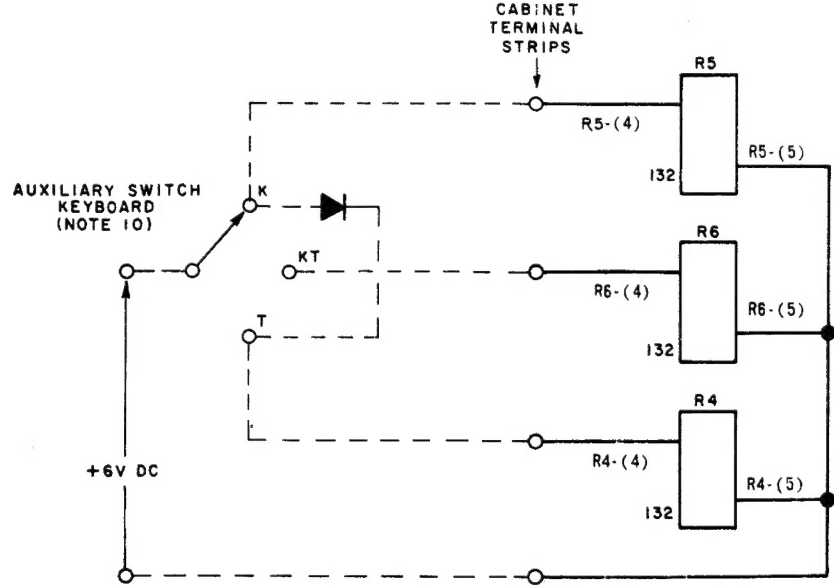 CABINET
TERMINAL
STRIPS
R5
R5-(4)
R5-(5)
132
AUXILIARY SWITCH
KEYBOARD
(NOTE 10)
K
R6
KT
R6-(4)
R6-(5)
132
T
R4
R4-(4)
R4-(5)
132
+6V DC